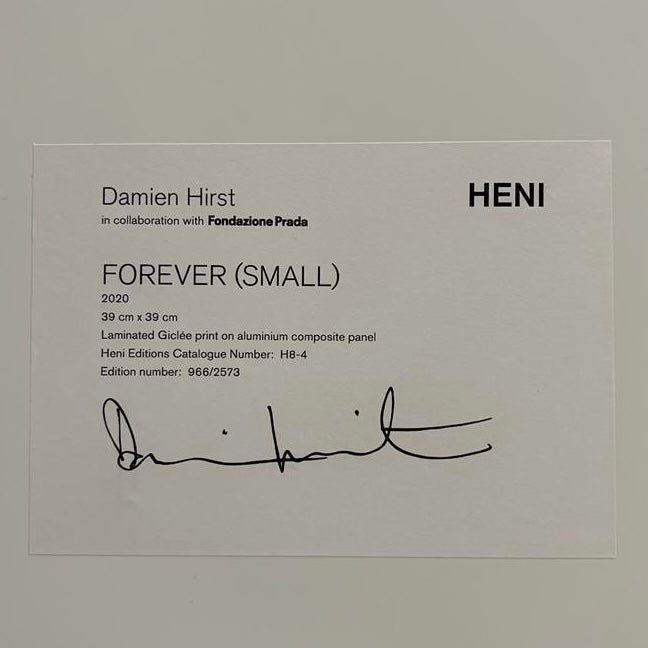 Damien Hirst
HENI
in collaboration with Fondazione Prada
FOREVER (SMALL)
2020
39 cm x 39 cm
Laminated Giclée print on aluminium composite panel
Heni Editions Catalogue Number: H8-4
Edition number: 966/2573